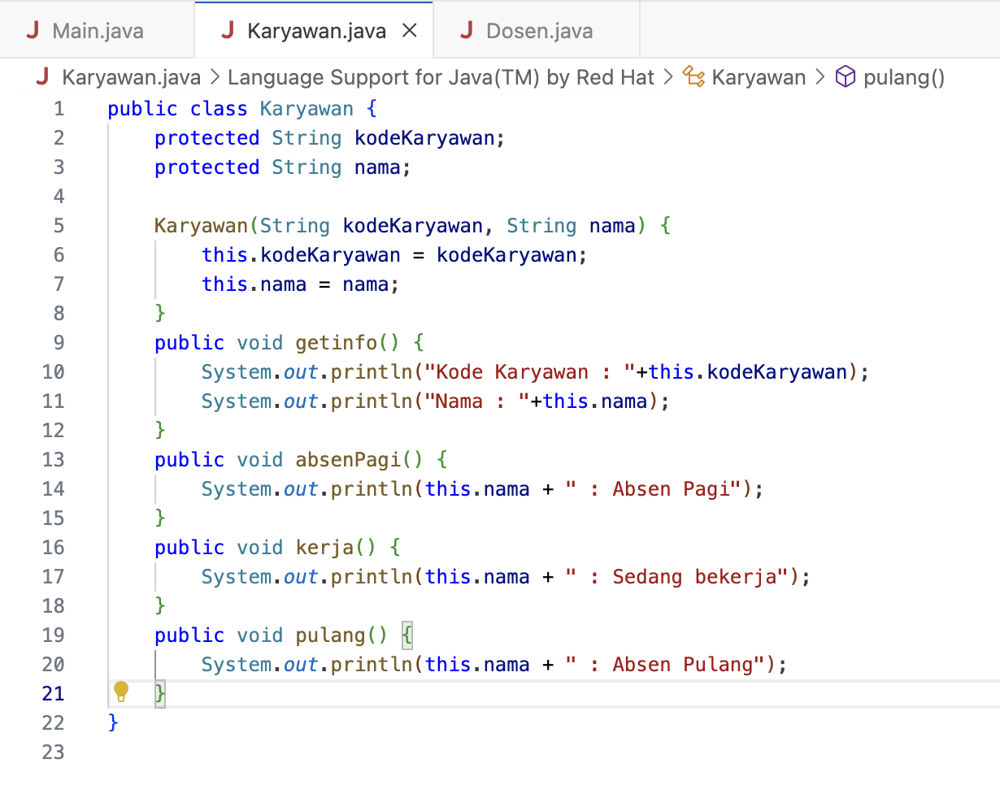 Main.java Karyawan.java Dosen.java
Karyawan.java > Language Support for Java(TM) by Red Hat > Karyawan > pulang()
1 public class Karyawan {
2     protected String kodeKaryawan;
3     protected String nama;
4
5     Karyawan(String kodeKaryawan, String nama) {
6         this.kodeKaryawan = kodeKaryawan;
7         this.nama = nama;
8     }
9     public void getinfo() {
10         System.out.println("Kode Karyawan : "+this.kodeKaryawan);
11         System.out.println("Nama : "+this.nama);
12     }
13     public void absenPagi() {
14         System.out.println(this.nama + " : Absen Pagi");
15     }
16     public void kerja() {
17         System.out.println(this.nama + " : Sedang bekerja");
18     }
19     public void pulang() {
20         System.out.println(this.nama + " : Absen Pulang");
21     }
22 }
23